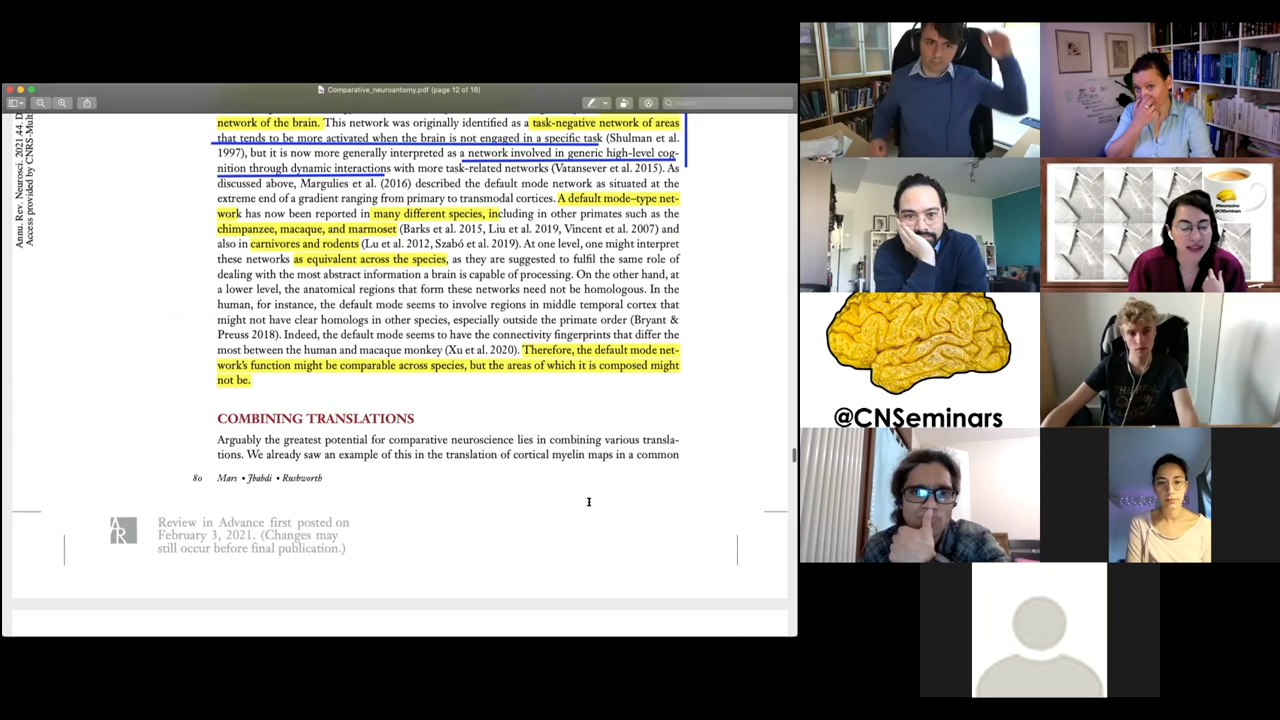 Comparative_neuroantomy.pdf (page 12 of 18)
Search
Annu. Rev. Neurosci. 2021.44. D
Access provided by CNRS-Mult
network of the brain. This network was originally identified as a task-negative network of areas
that tends to be more activated when the brain is not engaged in a specific task (Shulman et al.
1997), but it is now more generally interpreted as a network involved in generic high-level cog-
nition through dynamic interactions with more task-related networks (Vatansever et al. 2015). As
discussed above, Margulies et al. (2016) described the default mode network as situated at the
extreme end of a gradient ranging from primary to transmodal cortices. A default mode–type net-
work has now been reported in many different species, including in other primates such as the
chimpanzee, macaque, and marmoset (Barks et al. 2015, Liu et al. 2019, Vincent et al. 2007) and
also in carnivores and rodents (Lu et al. 2012, Szabó et al. 2019). At one level, one might interpret
these networks as equivalent across the species, as they are suggested to fulfil the same role of
dealing with the most abstract information a brain is capable of processing. On the other hand, at
a lower level, the anatomical regions that form these networks need not be homologous. In the
human, for instance, the default mode seems to involve regions in middle temporal cortex that
might not have clear homologs in other species, especially outside the primate order (Bryant &
Preuss 2018). Indeed, the default mode seems to have the connectivity fingerprints that differ the
most between the human and macaque monkey (Xu et al. 2020). Therefore, the default mode net-
work's function might be comparable across species, but the areas of which it is composed might
not be.
COMBINING TRANSLATIONS
Arguably the greatest potential for comparative neuroscience lies in combining various transla-
tions. We already saw an example of this in the translation of cortical myelin maps in a common
80 Mars • Jbabdi • Rushworth
AR
Review in Advance first posted on
February 3, 2021. (Changes may
still occur before final publication.)
@CNSeminars
@CNSeminars